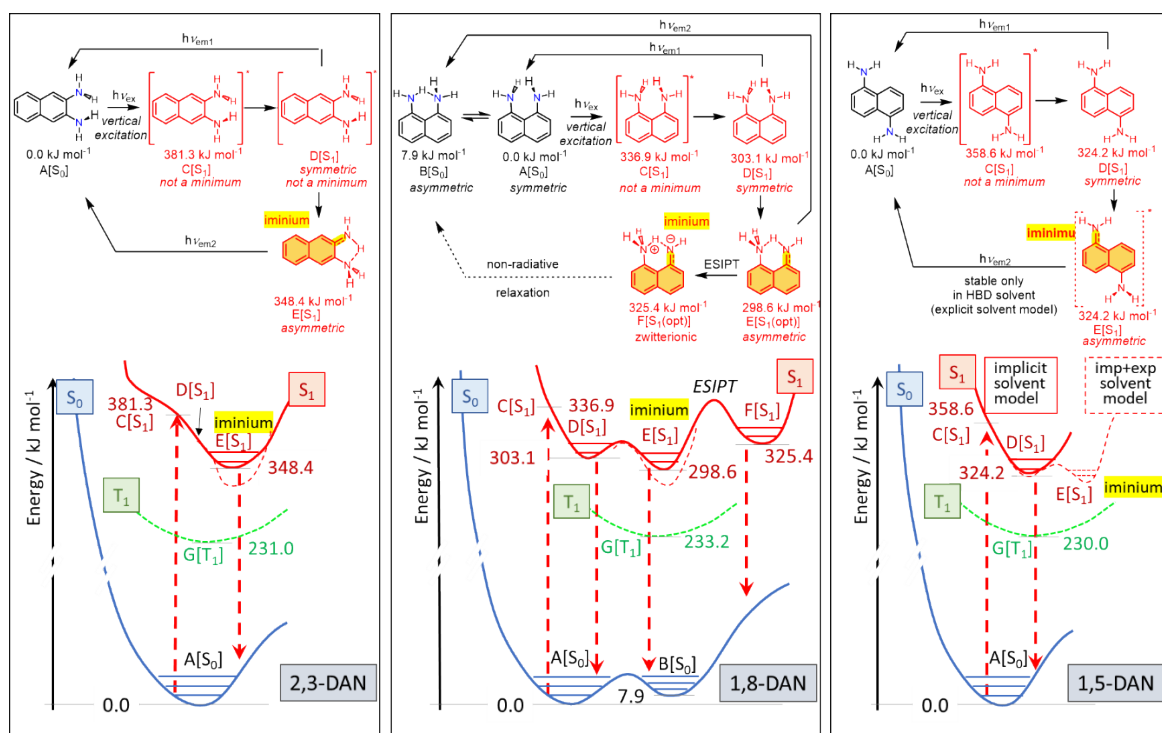 hν_em1
hν_ex
vertical
excitation
*
*
N
H
H
N
H
H
N
H
H
N
H
H
N
H
H
N
H
H
0.0 kJ mol⁻¹
A[S₀]
381.3 kJ mol⁻¹
C[S₁]
not a minimum
D[S₁]
symmetric
not a minimum
iminium
hν_em2
N
H
H
N
H
H
348.4 kJ mol⁻¹
E[S₁]
asymmetric
Energy / kJ mol⁻¹
S₀
381.3
C[S₁]
D[S₁]
S₁
iminium
E[S₁]
348.4
T₁
G[T₁]
231.0
A[S₀]
0.0
2,3-DAN
hν_em2
hν_em1
hν_ex
vertical
excitation
*
7.9 kJ mol⁻¹
B[S₀]
asymmetric
0.0 kJ mol⁻¹
A[S₀]
symmetric
336.9 kJ mol⁻¹
C[S₁]
not a minimum
303.1 kJ mol⁻¹
D[S₁]
symmetric
iminium
non-radiative
relaxation
ESIPT
325.4 kJ mol⁻¹
F[S₁(opt)]
zwitterionic
298.6 kJ mol⁻¹
E[S₁(opt)]
asymmetric
Energy / kJ mol⁻¹
S₀
C[S₁]
336.9
D[S₁]
303.1
iminium
E[S₁]
298.6
ESIPT
F[S₁]
S₁
325.4
T₁
G[T₁]
233.2
A[S₀]
B[S₀]
0.0
7.9
1,8-DAN
hν_em1
hν_ex
vertical
excitation
*
0.0 kJ mol⁻¹
A[S₀]
358.6 kJ mol⁻¹
C[S₁]
not a minimum
324.2 kJ mol⁻¹
D[S₁]
symmetric
Iminimu
*
hν_em2
stable only
in HBD solvent
(explicit solvent model)
324.2 kJ mol⁻¹
E[S₁]
asymmetric
Energy / kJ mol⁻¹
S₀
S₁
implicit
solvent
model
imp+exp
solvent
model
358.6
C[S₁]
D[S₁]
324.2
E[S₁]
iminium
T₁
G[T₁]
230.0
A[S₀]
0.0
1,5-DAN